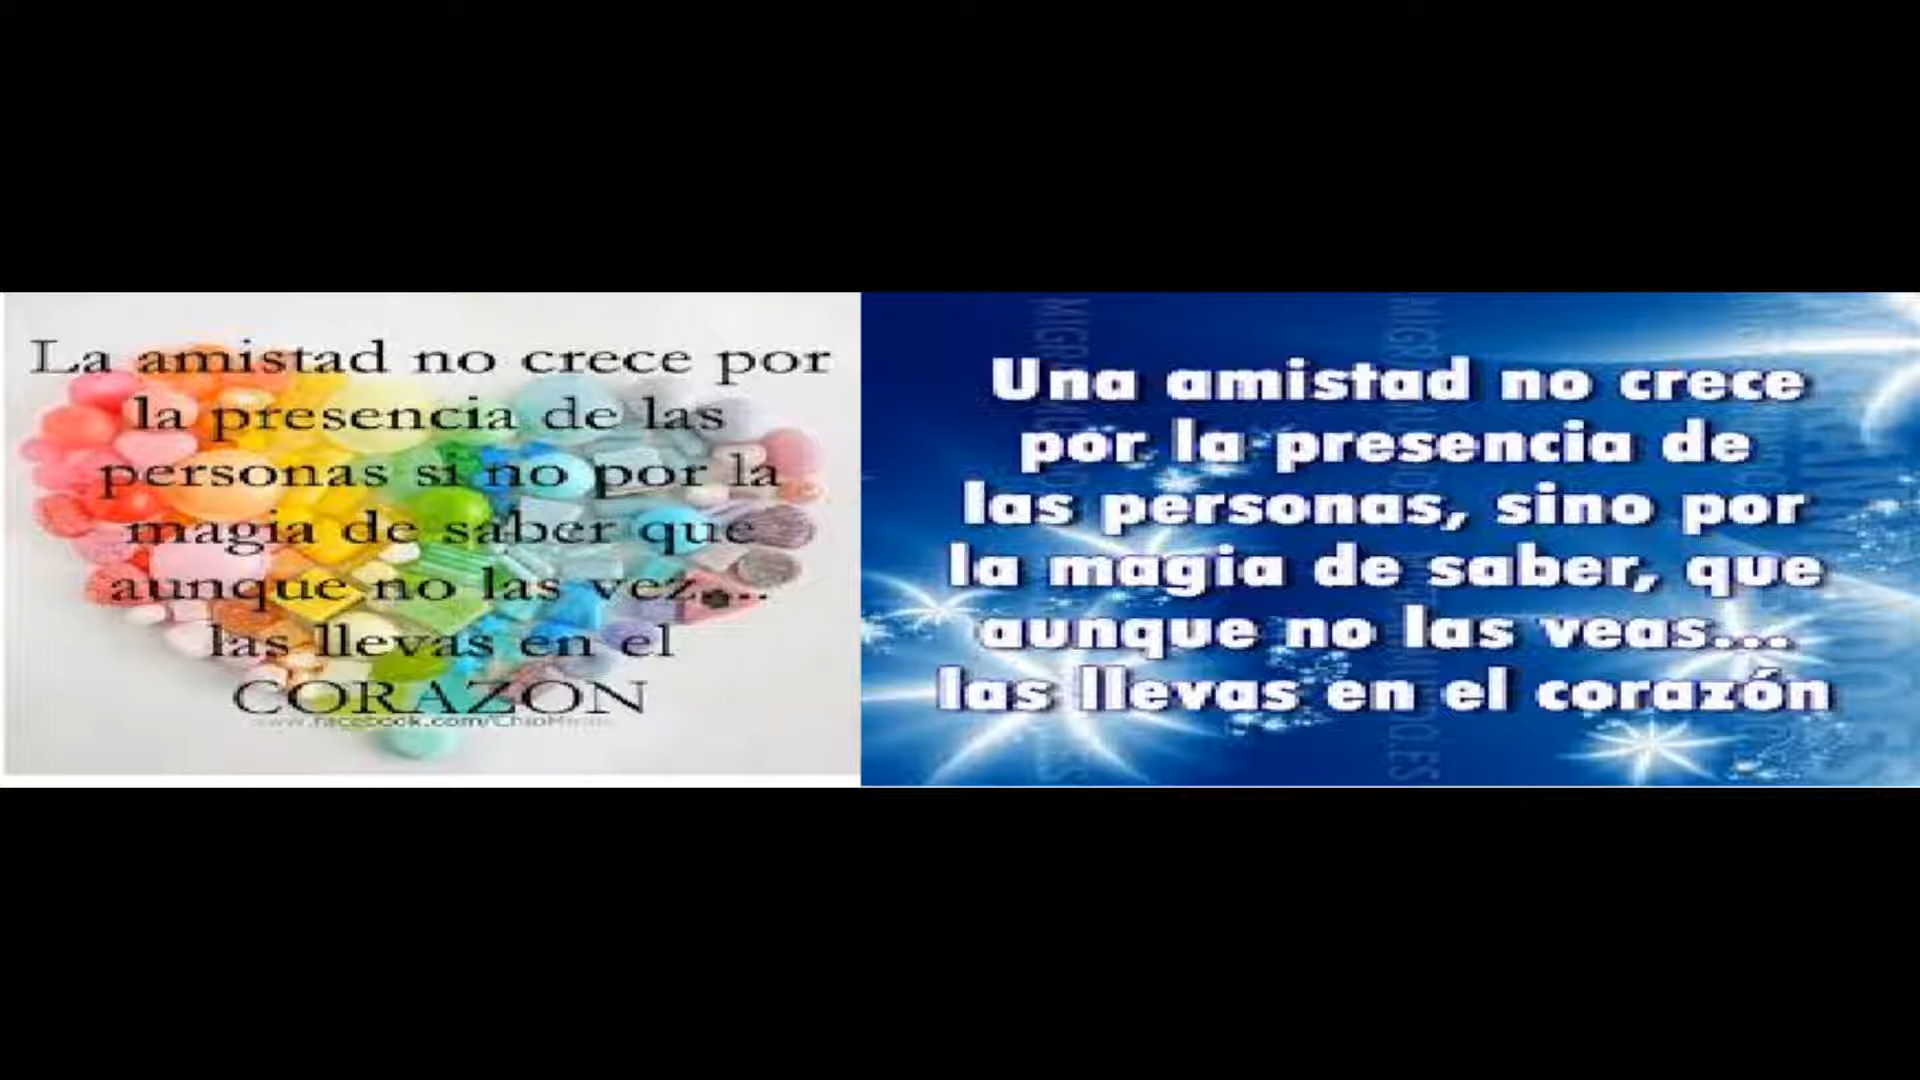 La amistad no crece por
la presencia de las
personas si no por la
magia de saber que
aunque no las vez....
las llevas en el
CORAZON
Una amistad no crece
por la presencia de
las personas, sino por
la magia de saber, que
aunque no las veas...
las llevas en el corazón